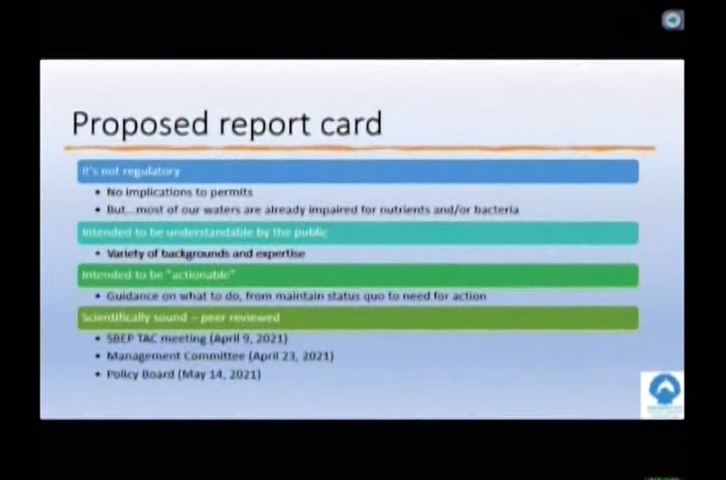 Proposed report card
It's not regulatory
• No implications to permits
• But...most of our waters are already impaired for nutrients and/or bacteria
Intended to be understandable by the public
• Variety of backgrounds and expertise
Intended to be "actionable"
• Guidance on what to do, from maintain status quo to need for action
Scientifically sound – peer reviewed
• SBEP TAC meeting (April 9, 2021)
• Management Committee (April 23, 2021)
• Policy Board (May 14, 2021)